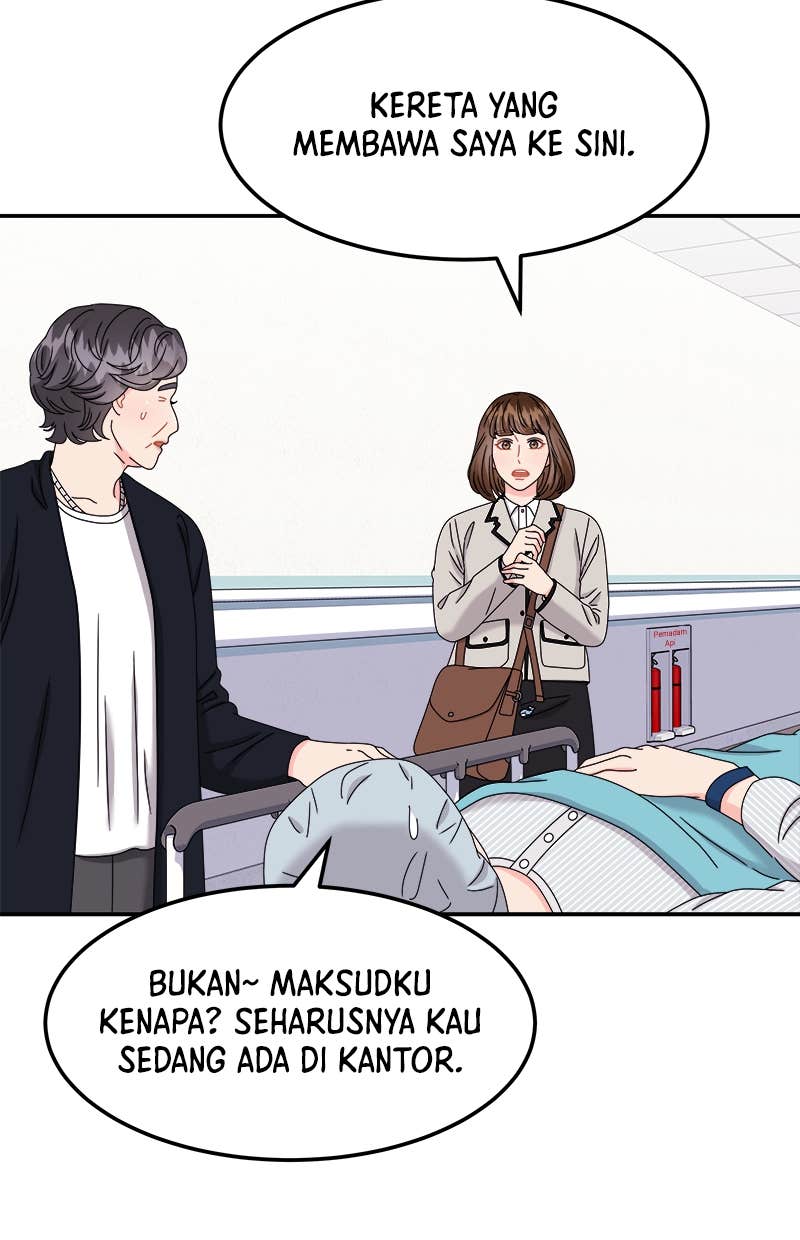 KERETA YANG
MEMBAWA SAYA KE SINI.
Pemadam
Api
BUKAN~ MAKSUDKU
KENAPA? SEHARUSNYA KAU
SEDANG ADA DI KANTOR.